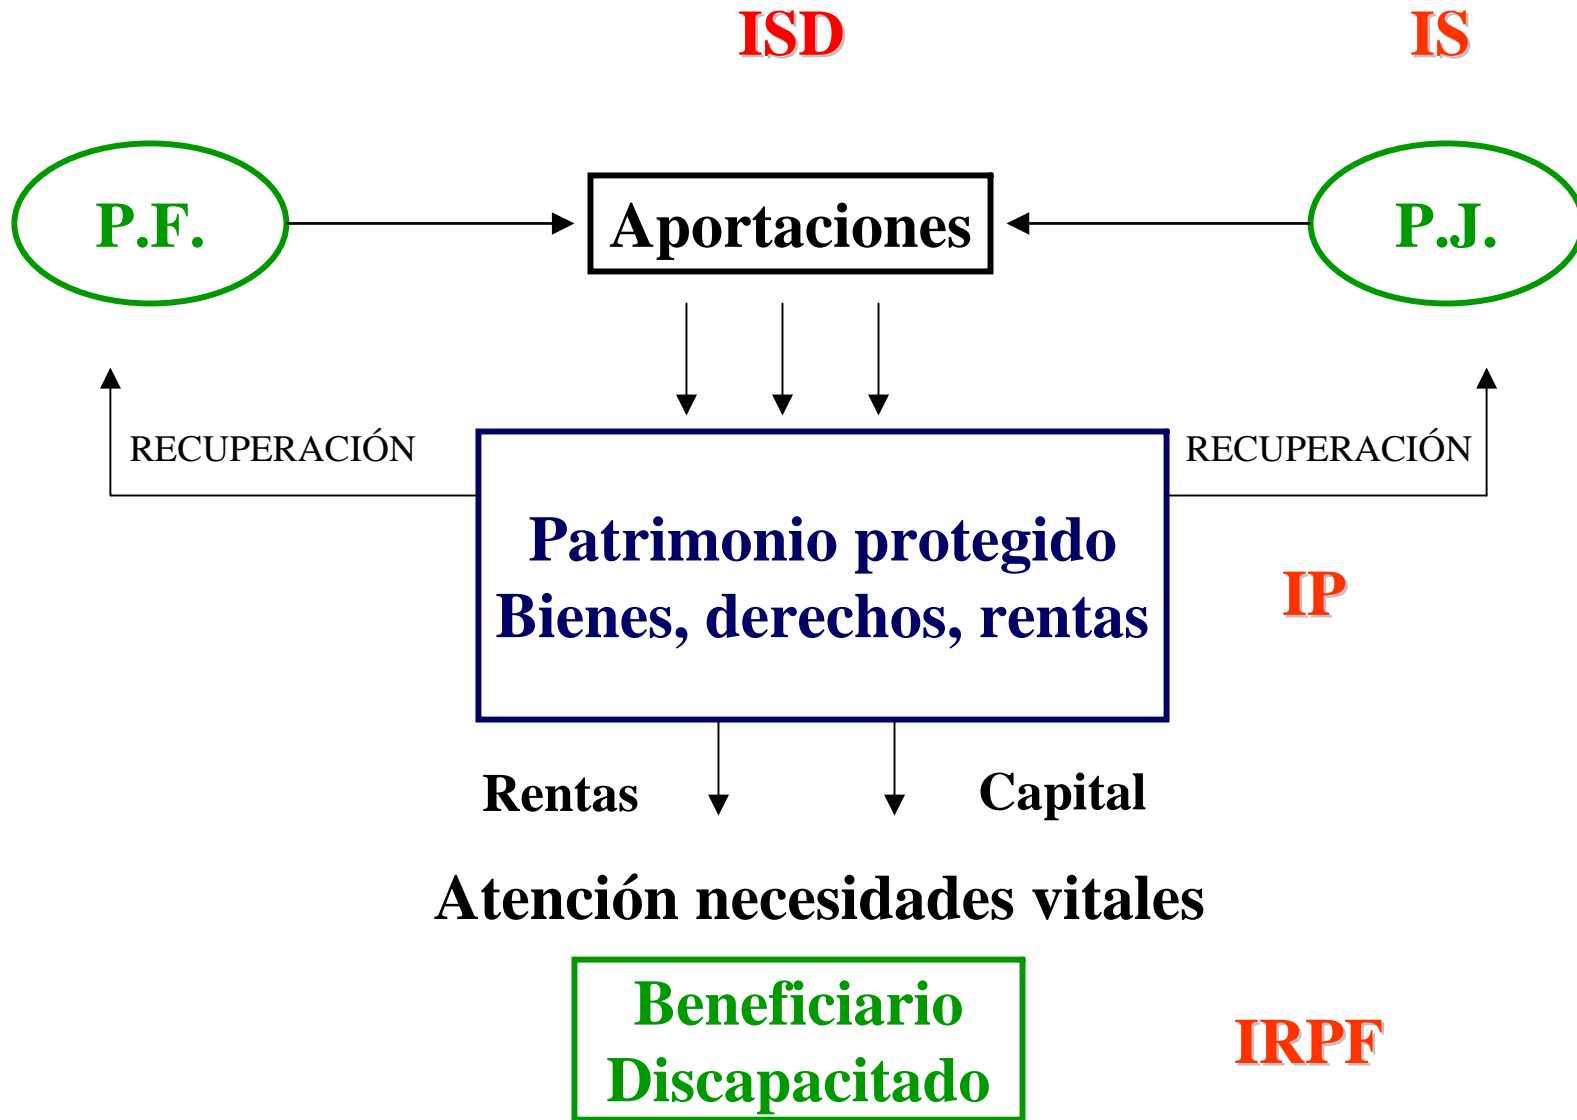 ISD
IS
P.F.
Aportaciones
P.J.
RECUPERACIÓN
RECUPERACIÓN
Patrimonio protegido
Bienes, derechos, rentas
IP
Rentas
Capital
Atención necesidades vitales
Beneficiario
Discapacitado
IRPF